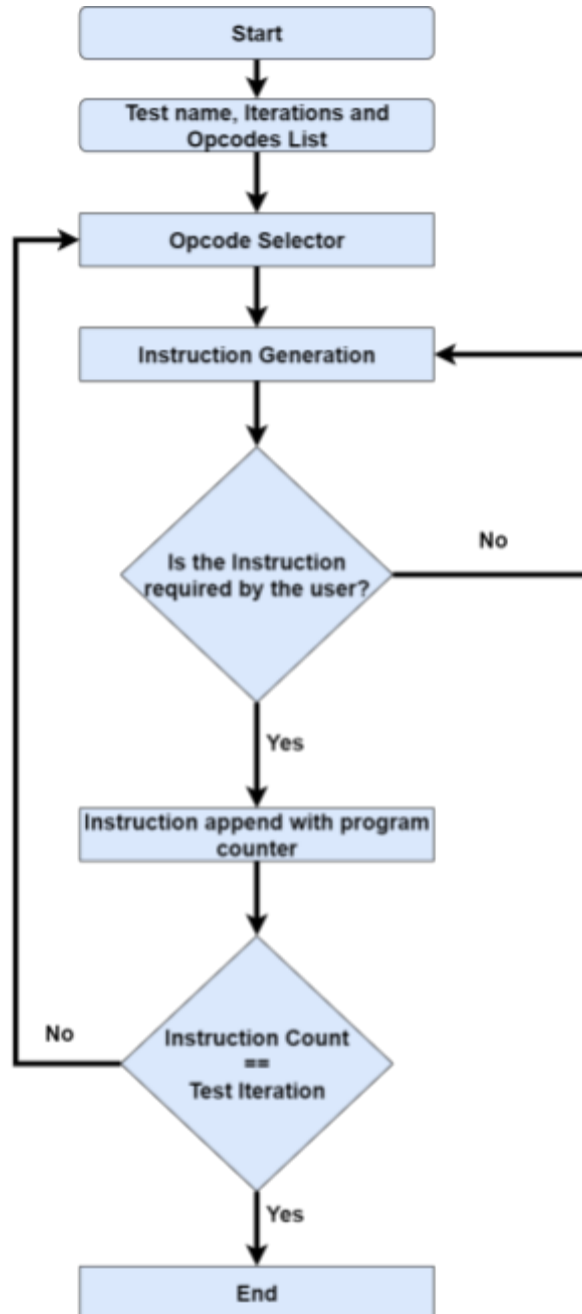 Start
Test name, Iterations and
Opcodes List
Opcode Selector
Instruction Generation
Is the Instruction
required by the user?
No
Yes
Instruction append with program
counter
Instruction Count
==
Test Iteration
No
Yes
End